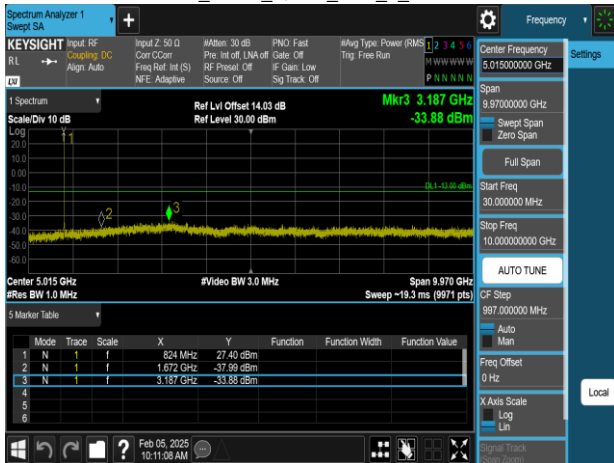 Spectrum Analyzer 1
Swept SA
Frequency
KEYSIGHT
RL
LXI
Input: RF
Coupling: DC
Align: Auto
Input Z: 50 Ω
Corr CCorr
Freq Ref: Int (S)
NFE: Adaptive
#Atten: 30 dB
Pre: Int off, LNA off
RF Presel: Off
Source: Off
PNO: Fast
Gate: Off
IF Gain: Low
Sig Track: Off
#Avg Type: Power (RMS
Trig: Free Run
1 2 3 4 5 6
M W W W W W
P N N N N N
1 Spectrum
Scale/Div 10 dB
Ref Lvl Offset 14.03 dB
Ref Level 30.00 dBm
Mkr3 3.187 GHz
-33.88 dBm
Log
20.0
10.0
0.00
-10.0
-20.0
-30.0
-40.0
-50.0
-60.0
1
2
3
DL1 -13.00 dBm
Center 5.015 GHz
#Res BW 1.0 MHz
#Video BW 3.0 MHz
Span 9.970 GHz
Sweep ~19.3 ms (9971 pts)
5 Marker Table
Mode Trace Scale X Y Function Function Width Function Value
1 N 1 f 824 MHz 27.40 dBm
2 N 1 f 1.672 GHz -37.99 dBm
3 N 1 f 3.187 GHz -33.88 dBm
4
5
6
Feb 05, 2025
10:11:08 AM
Center Frequency
5.015000000 GHz
Span
9.97000000 GHz
Swept Span
Zero Span
Full Span
Start Freq
30.000000 MHz
Stop Freq
10.000000000 GHz
AUTO TUNE
CF Step
997.000000 MHz
Auto
Man
Freq Offset
0 Hz
X Axis Scale
Log
Lin
Signal Track
(Span Zoom)
Settings
Local